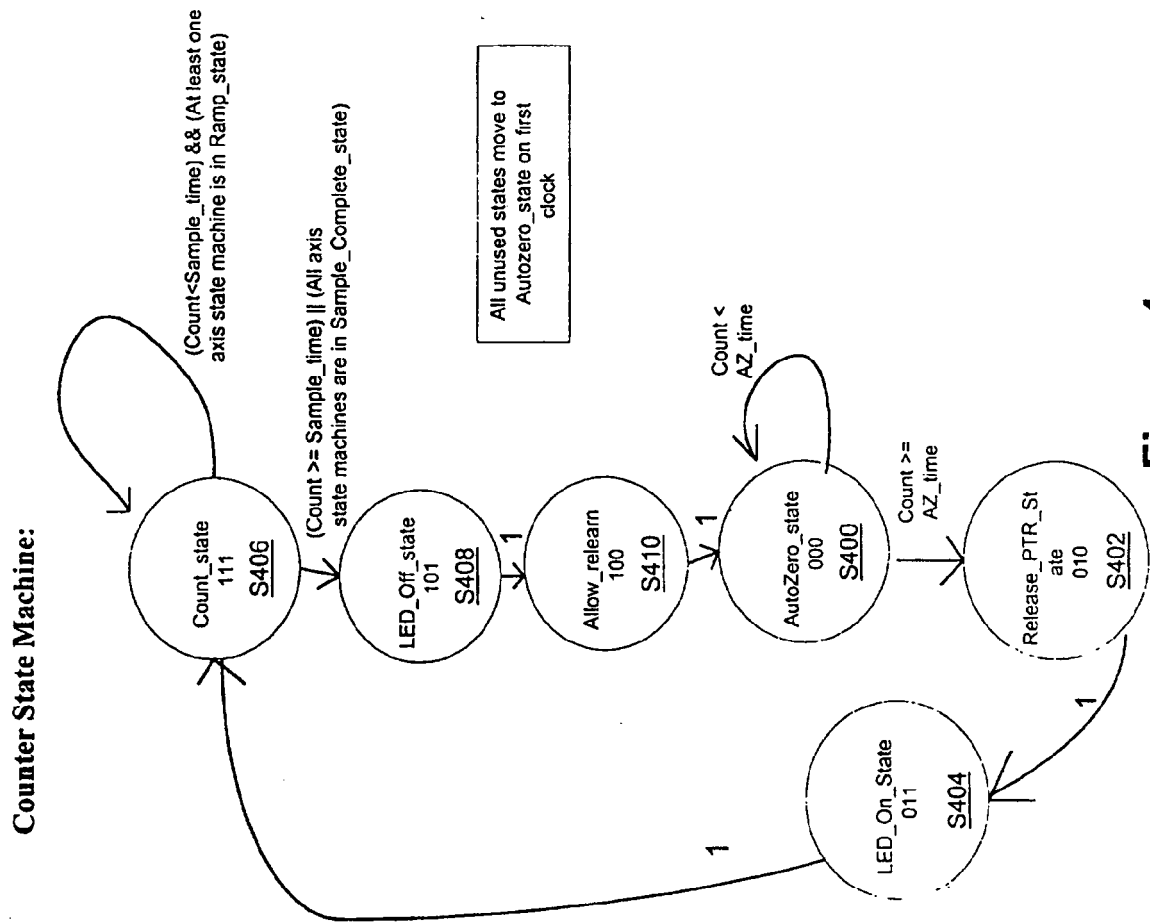 Counter State Machine:
(Count<Sample_time) && (At least one
axis state machine is in Ramp_state)
Count_state
111
S406
(Count >= Sample_time) || (All axis
state machines are in Sample_Complete_state)
LED_Off_state
101
S408
1
All unused states move to
Autozero_state on first
clock
Allow_relearn
100
S410
1
Count <
AZ_time
AutoZero_state
000
S400
Count >=
AZ_time
Release_PTR_St
ate
010
S402
1
LED_On_State
011
S404
1